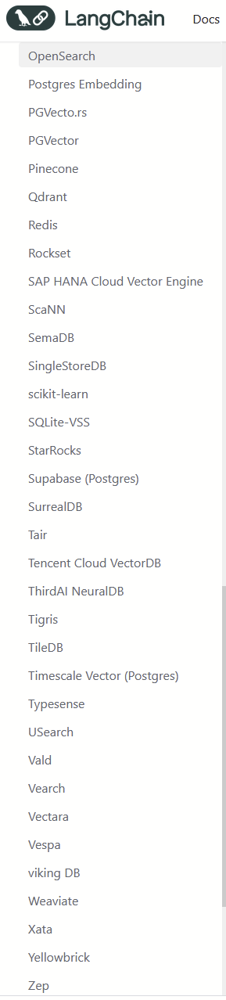 LangChain Docs
OpenSearch
Postgres Embedding
PGVecto.rs
PGVector
Pinecone
Qdrant
Redis
Rockset
SAP HANA Cloud Vector Engine
ScaNN
SemaDB
SingleStoreDB
scikit-learn
SQLite-VSS
StarRocks
Supabase (Postgres)
SurrealDB
Tair
Tencent Cloud VectorDB
ThirdAI NeuralDB
Tigris
TileDB
Timescale Vector (Postgres)
Typesense
USearch
Vald
Vearch
Vectara
Vespa
viking DB
Weaviate
Xata
Yellowbrick
Zep